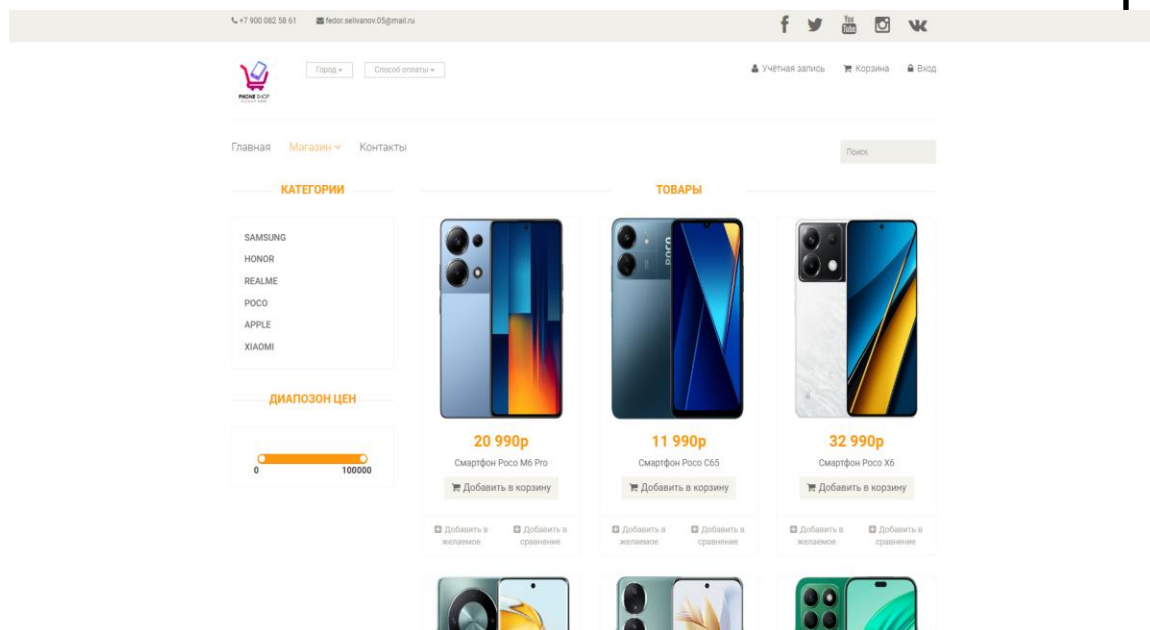 +7 900 082 58 61 fedor.selivanov.05@mail.ru
You Tube
Город Способ оплаты Учётная запись Корзина Вход
PHONE SHOP
Главная Магазин Контакты Поиск
КАТЕГОРИИ
SAMSUNG
HONOR
REALME
POCO
APPLE
XIAOMI
ДИАПОЗОН ЦЕН
0 100000
ТОВАРЫ
POCO
20 990р 11 990р 32 990р
Смартфон Poco M6 Pro Смартфон Poco C65 Смартфон Poco X6
Добавить в корзину Добавить в корзину Добавить в корзину
Добавить в Добавить в Добавить в Добавить в Добавить в Добавить в
желаемое сравнение желаемое сравнение желаемое сравнение